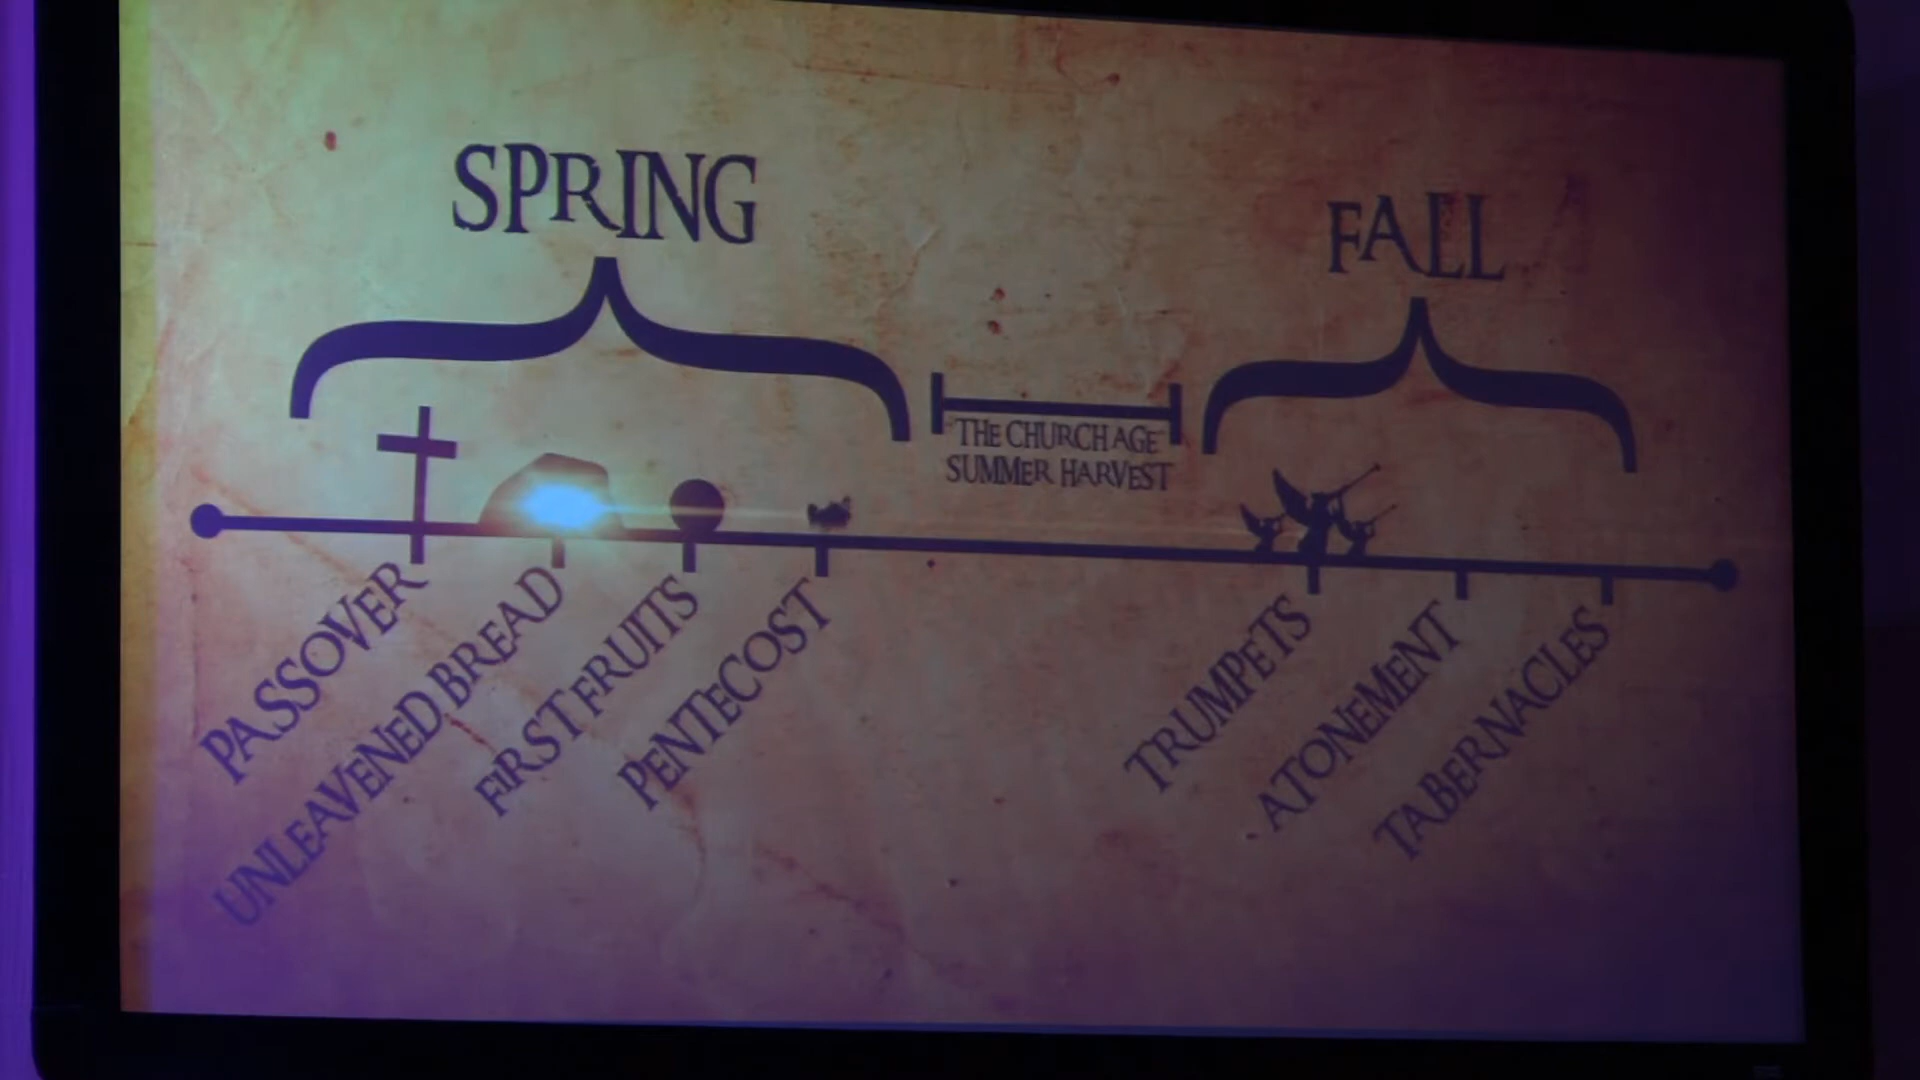 SPRING
FALL
THE CHURCH AGE
SUMMER HARVEST
PASSOVER
UNLEAVENED BREAD
FIRST FRUITS
PENTECOST
TRUMPETS
ATONEMENT
TABERNACLES